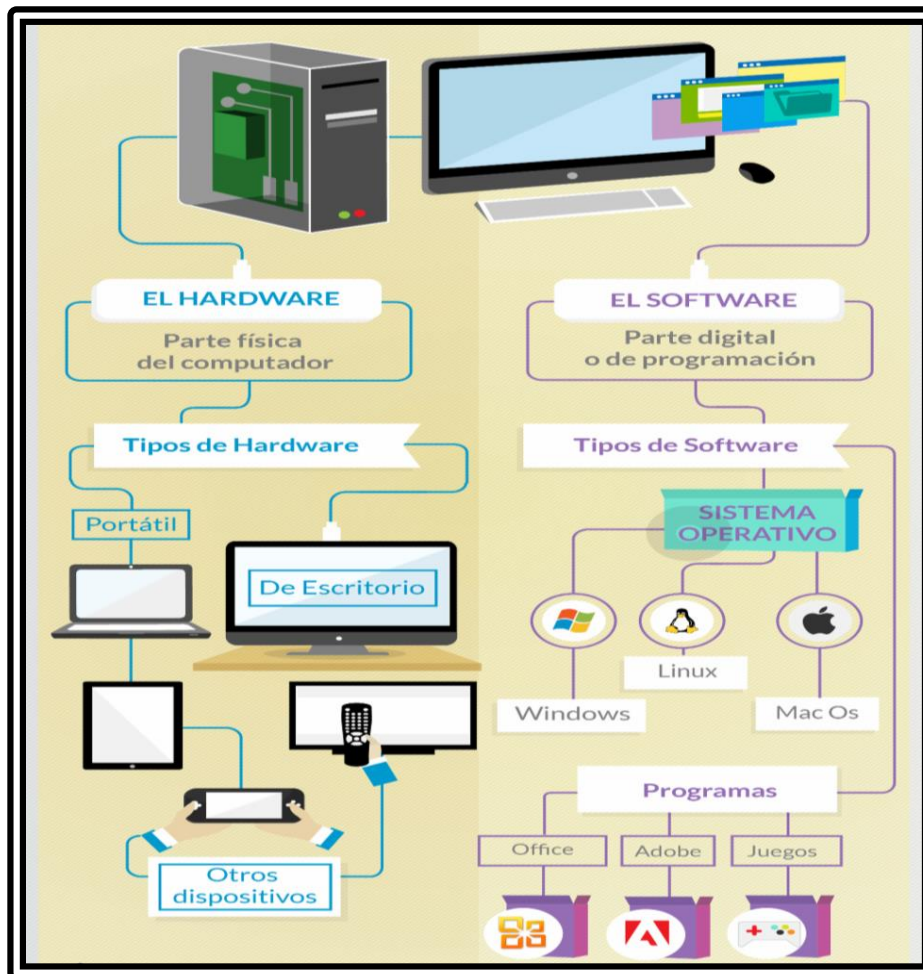 EL HARDWARE
Parte física
del computador
Tipos de Hardware
Portátil
De Escritorio
Otros
dispositivos
EL SOFTWARE
Parte digital
o de programación
Tipos de Software
SISTEMA
OPERATIVO
Windows
Linux
Mac Os
Programas
Office
Adobe
Juegos